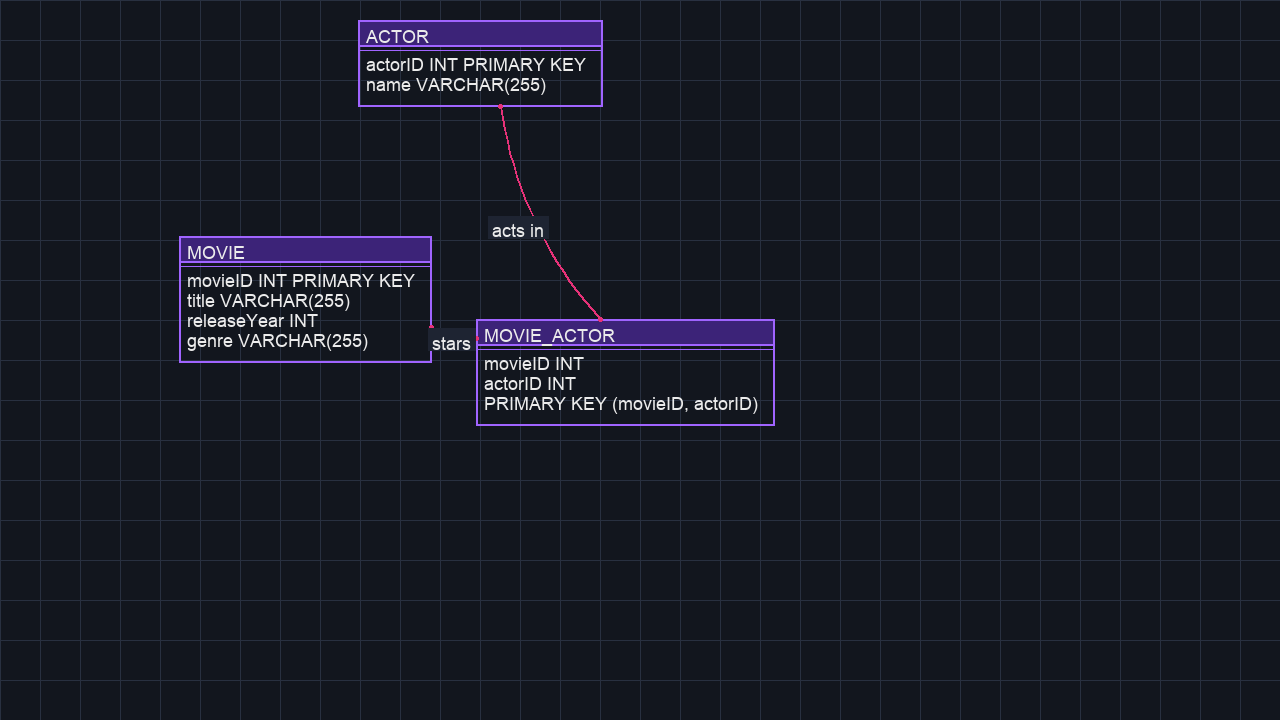 ACTOR
actorID INT PRIMARY KEY
name VARCHAR(255)
acts in
MOVIE
movieID INT PRIMARY KEY
title VARCHAR(255)
releaseYear INT
genre VARCHAR(255)
stars
MOVIE_ACTOR
movieID INT
actorID INT
PRIMARY KEY (movieID, actorID)